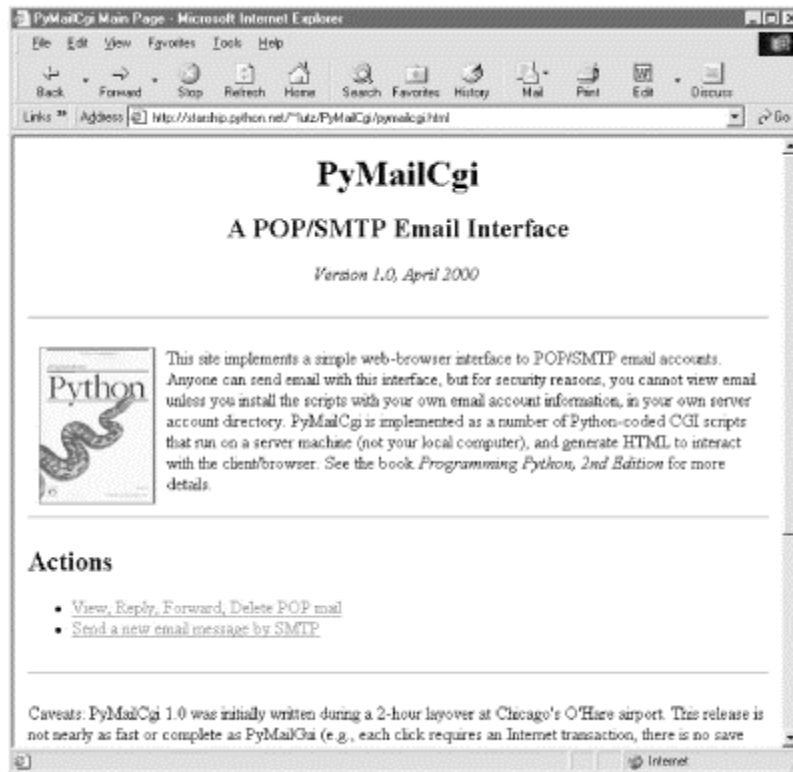 PyMailCgi Main Page - Microsoft Internet Explorer
File Edit View Favorites Tools Help
Back Forward Stop Refresh Home Search Favorites History Mail Print Edit Discuss
Links » Address http://starship.python.net/~lutz/PyMailCgi/pymailcgi.html Go
PyMailCgi
A POP/SMTP Email Interface
Version 1.0, April 2000
Python
This site implements a simple web-browser interface to POP/SMTP email accounts.
Anyone can send email with this interface, but for security reasons, you cannot view email
unless you install the scripts with your own email account information, in your own server
account directory. PyMailCgi is implemented as a number of Python-coded CGI scripts
that run on a server machine (not your local computer), and generate HTML to interact
with the client/browser. See the book Programming Python, 2nd Edition for more
details.
Actions
• View, Reply, Forward, Delete POP mail
• Send a new email message by SMTP
Caveats: PyMailCgi 1.0 was initially written during a 2-hour layover at Chicago's O'Hare airport. This release is
not nearly as fast or complete as PyMailGui (e.g., each click requires an Internet transaction, there is no save
Internet